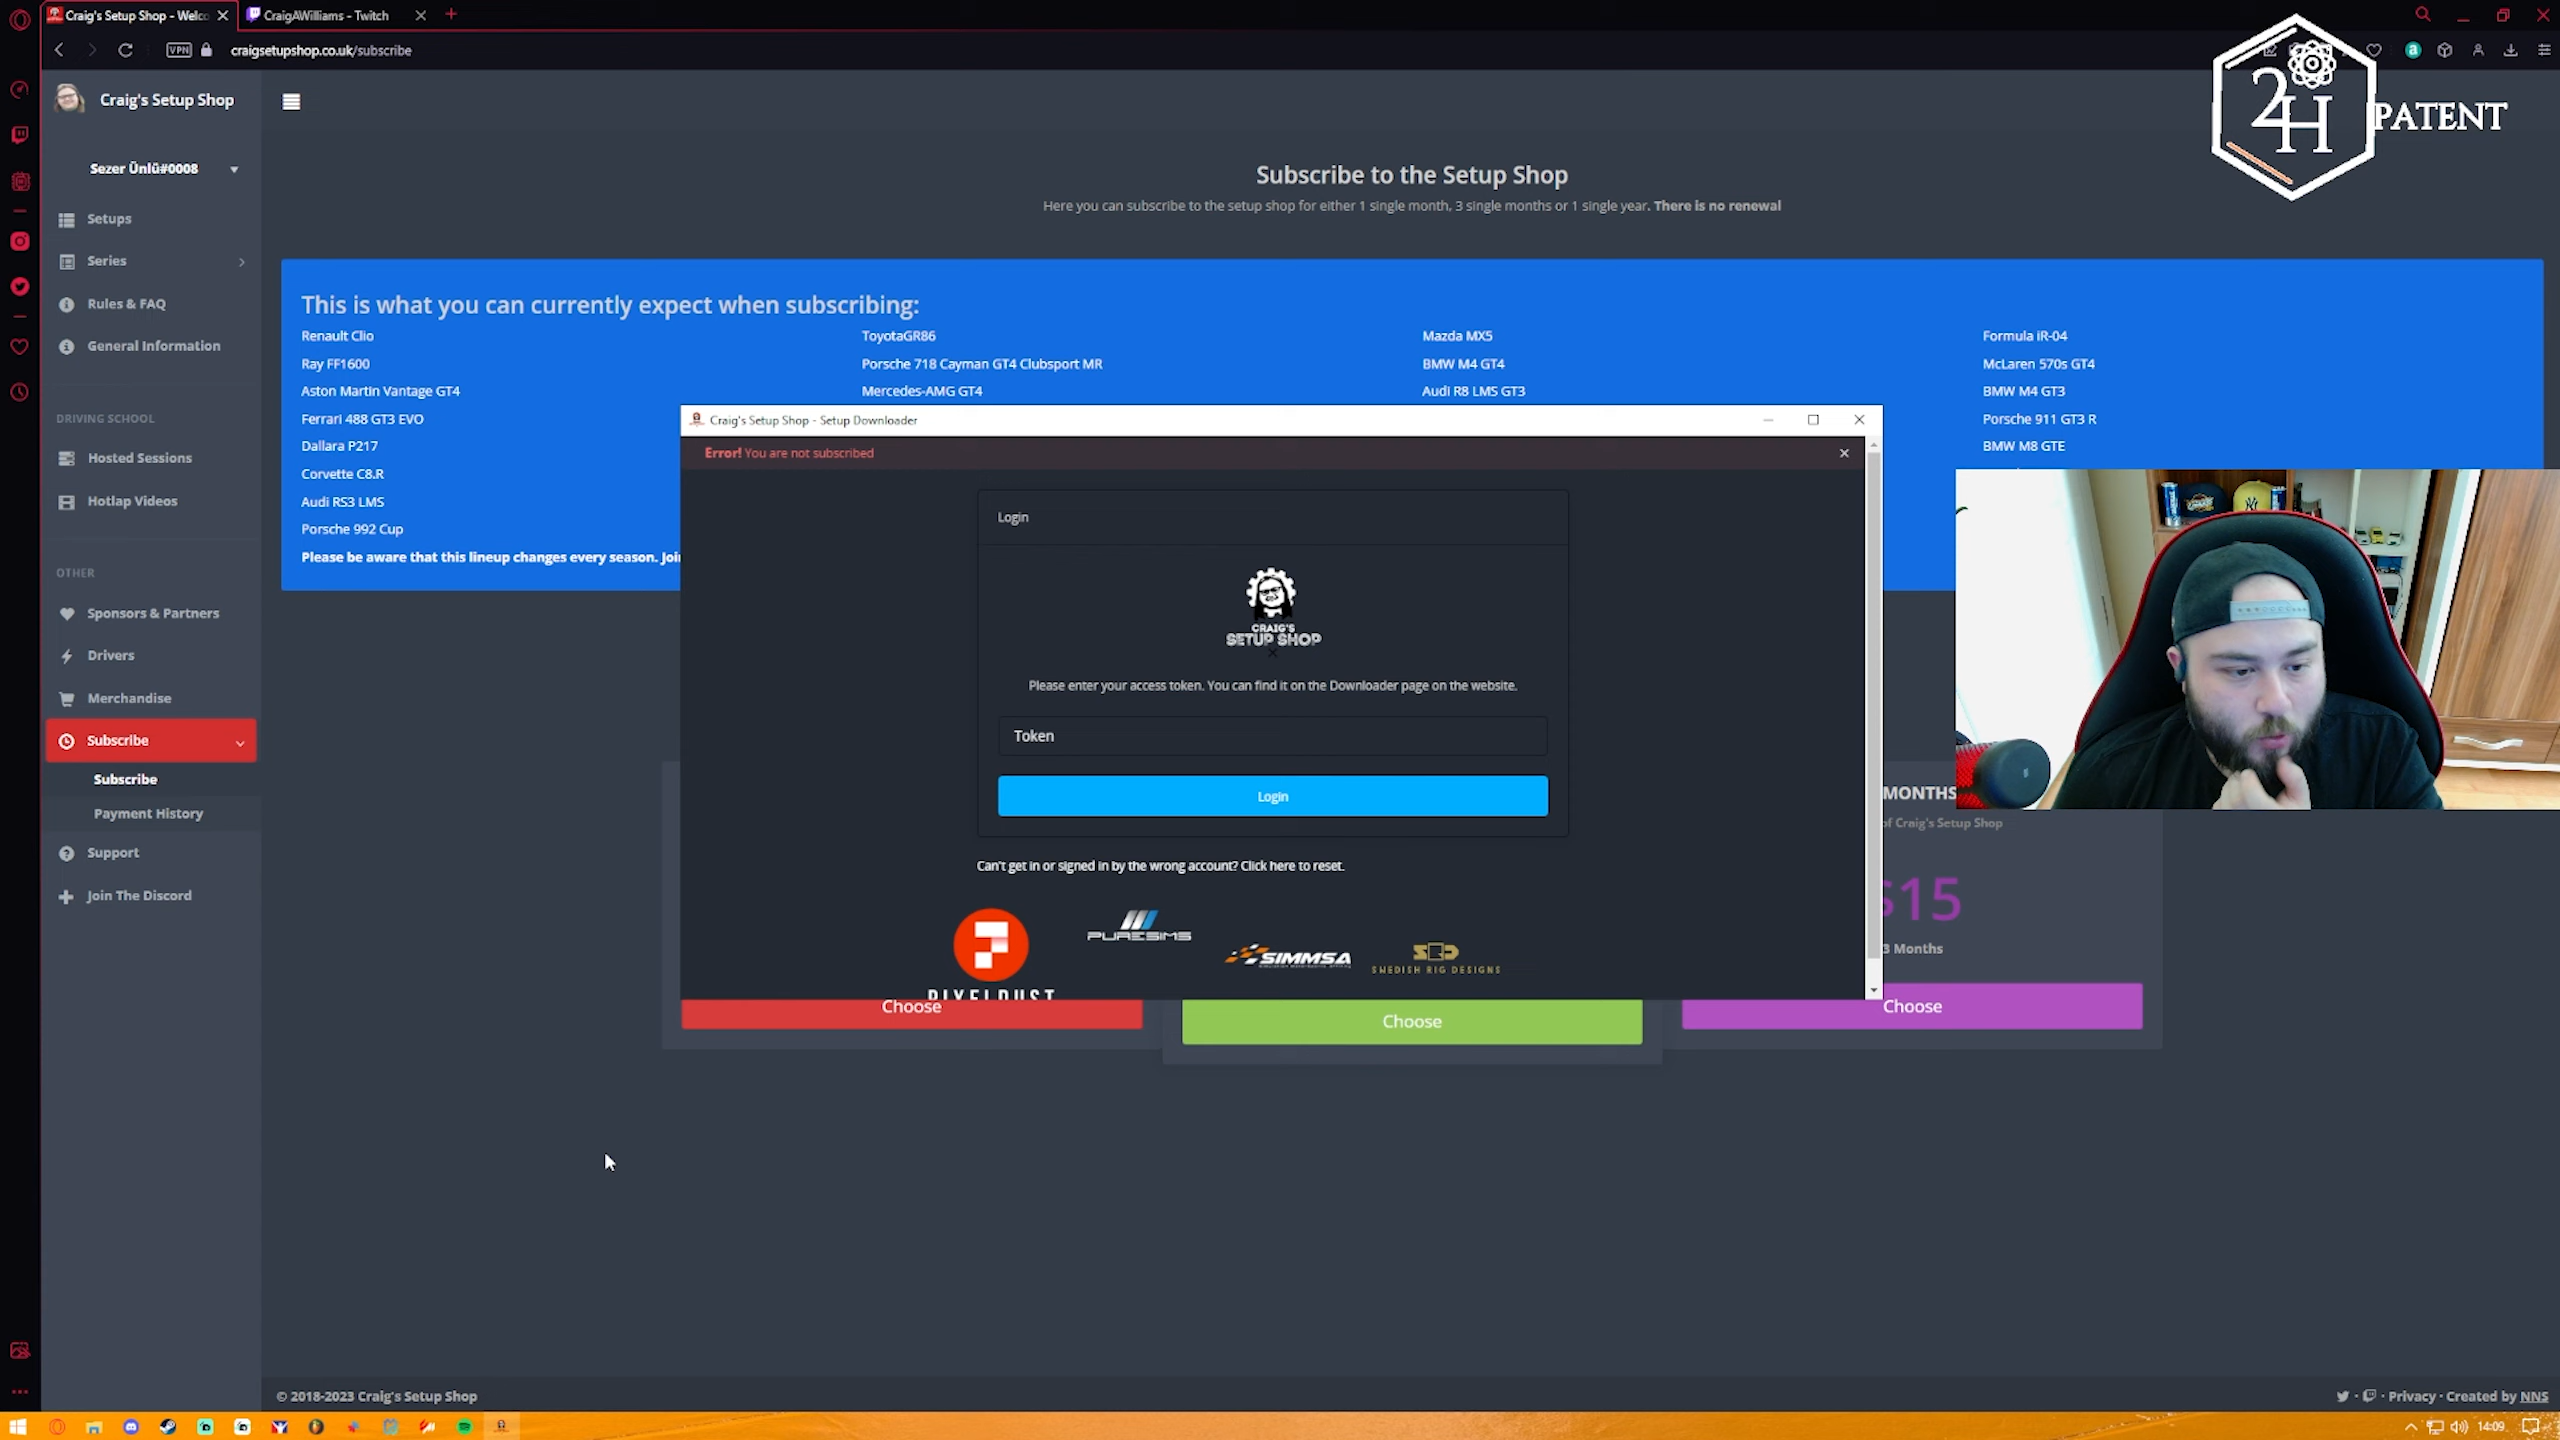 Craig's Setup Shop - Welco
CraigAWilliams - Twitch
VPN
craigsetupshop.co.uk/subscribe
Craig's Setup Shop
2H PATENT
Sezer Ünlü#0008
Setups
Series
Rules & FAQ
General Information
DRIVING SCHOOL
Hosted Sessions
Hotlap Videos
OTHER
Sponsors & Partners
Drivers
Merchandise
Subscribe
Subscribe
Payment History
Support
Join The Discord
Subscribe to the Setup Shop
Here you can subscribe to the setup shop for either 1 single month, 3 single months or 1 single year. There is no renewal
This is what you can currently expect when subscribing:
Renault Clio
ToyotaGR86
Mazda MX5
Formula iR-04
Ray FF1600
Porsche 718 Cayman GT4 Clubsport MR
BMW M4 GT4
McLaren 570s GT4
Aston Martin Vantage GT4
Mercedes-AMG GT4
Audi R8 LMS GT3
BMW M4 GT3
Ferrari 488 GT3 EVO
Porsche 911 GT3 R
Dallara P217
BMW M8 GTE
Corvette C8.R
Audi RS3 LMS
Porsche 992 Cup
Please be aware that this lineup changes every season. Joi
Craig's Setup Shop - Setup Downloader
Error! You are not subscribed
Login
CRAIG'S
SETUP SHOP
Please enter your access token. You can find it on the Downloader page on the website.
Token
Login
Can't get in or signed in by the wrong account? Click here to reset.
PIXELDUST
PURESIMS
SIMMSA
SRD
SWEDISH RIG DESIGNS
MONTHS
of Craig's Setup Shop
$15
3 Months
Choose
Choose
Choose
© 2018-2023 Craig's Setup Shop
Privacy · Created by NNS
14:09